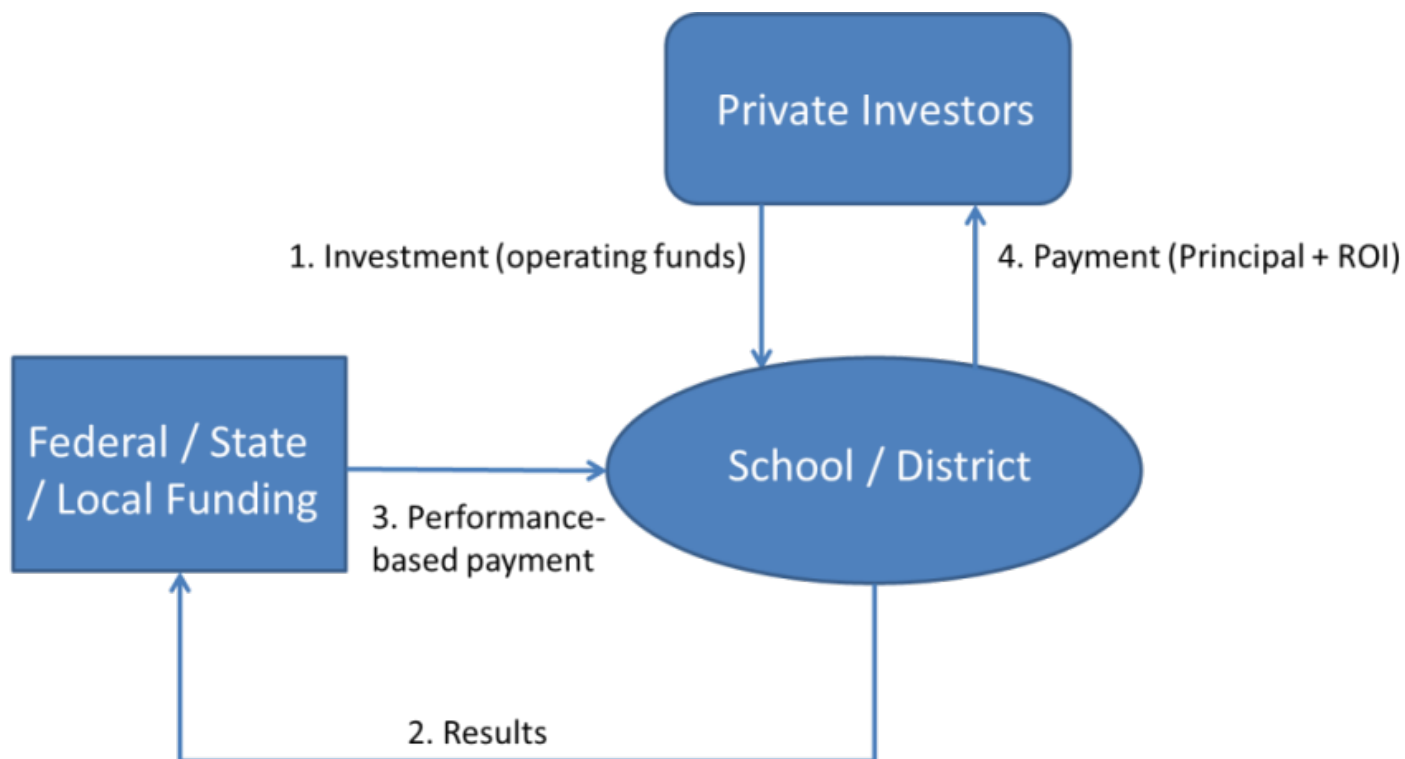 Private Investors
1. Investment (operating funds)
4. Payment (Principal + ROI)
Federal / State
/ Local Funding
School / District
3. Performance-
based payment
2. Results